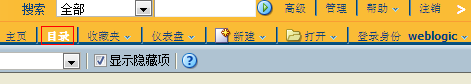 搜索 全部 高级 管理 帮助 注销
主页 目录 收藏夹 仪表盘 新建 打开 登录身份 weblogic
显示隐藏项